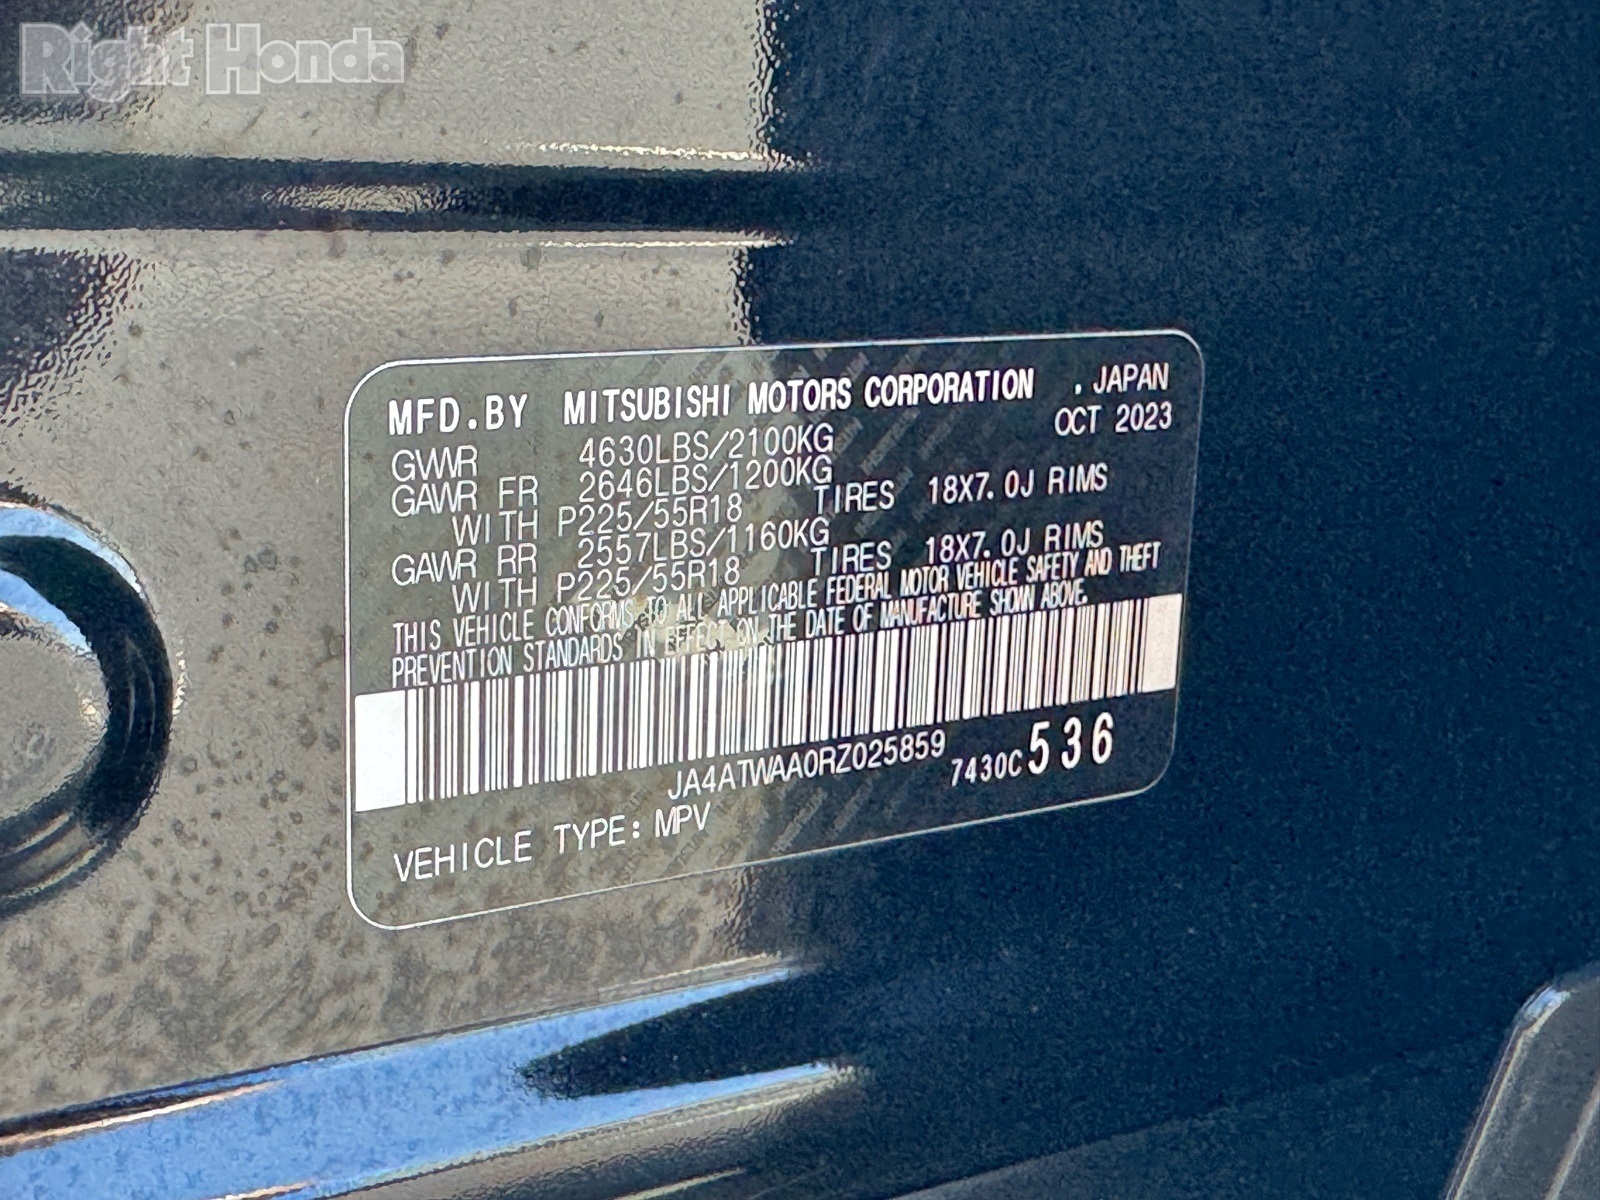 Right Honda
MFD.BY MITSUBISHI MOTORS CORPORATION . JAPAN
OCT 2023
GVWR 4630LBS/2100KG
GAWR FR 2646LBS/1200KG
WITH P225/55R18 TIRES 18X7.0J RIMS
GAWR RR 2557LBS/1160KG
WITH P225/55R18 TIRES 18X7.0J RIMS
THIS VEHICLE CONFORMS TO ALL APPLICABLE FEDERAL MOTOR VEHICLE SAFETY AND THEFT
PREVENTION STANDARDS IN EFFECT ON THE DATE OF MANUFACTURE SHOWN ABOVE.
JA4ATWAA0RZ025859 7430C 536
VEHICLE TYPE: MPV